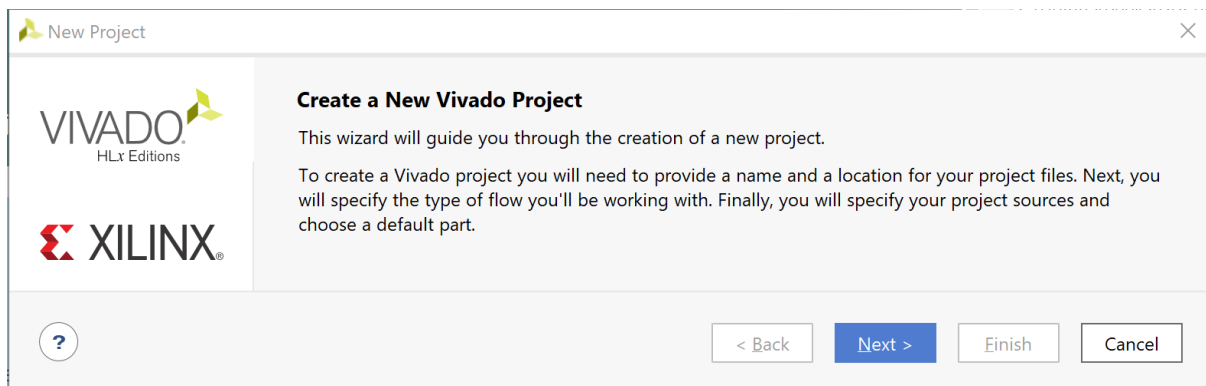 New Project
VIVADO.
HLx Editions
XILINX®
Create a New Vivado Project
This wizard will guide you through the creation of a new project.
To create a Vivado project you will need to provide a name and a location for your project files. Next, you
will specify the type of flow you'll be working with. Finally, you will specify your project sources and
choose a default part.
?
< Back
Next >
Finish
Cancel